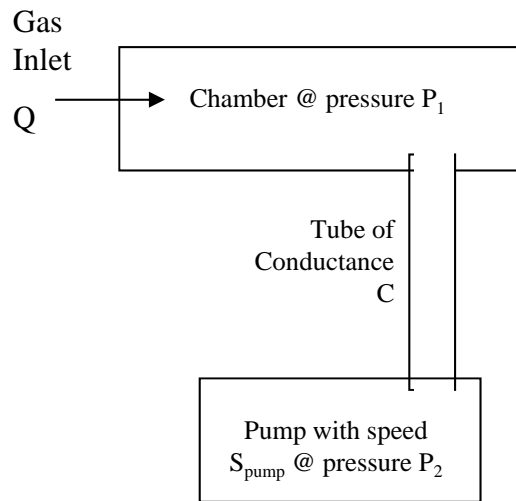 Gas
Inlet
Q
Chamber @ pressure P₁
Tube of
Conductance
C
Pump with speed
Sₚᵤₘₚ @ pressure P₂